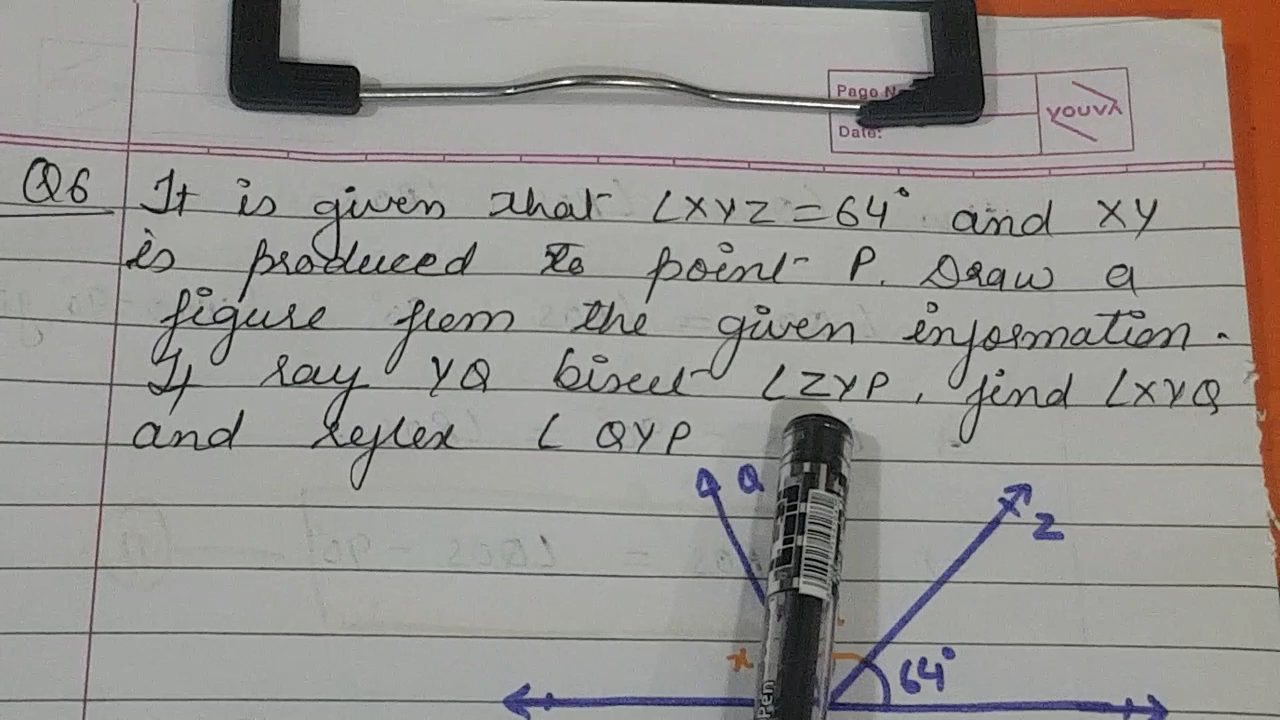 Page N
YOUVA
Date:
Q6 It is given that ∠XYZ = 64° and XY
is produced to point P. Draw a
figure from the given information.
If ray YQ bisect ∠ZYP, find ∠XYQ
and reflex ∠QYP
Q
Z
x
64°
Pen